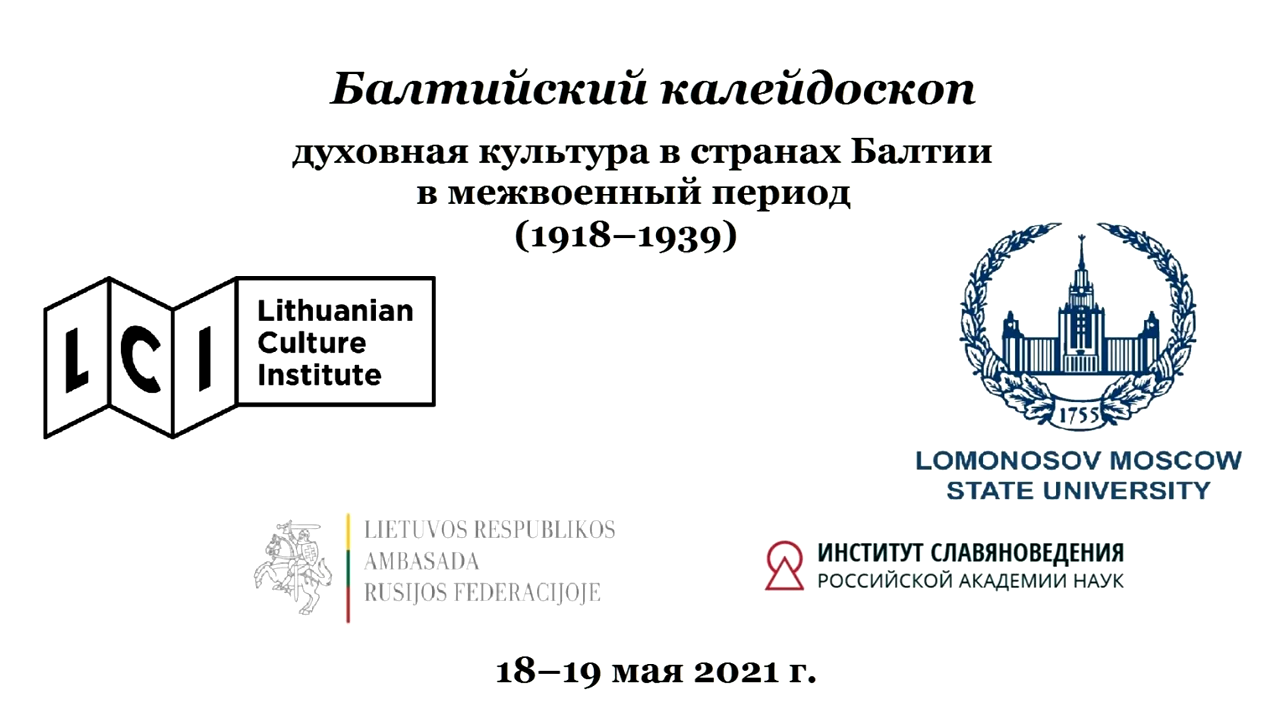 Балтийский калейдоскоп
духовная культура в странах Балтии
в межвоенный период
(1918–1939)
LCI
Lithuanian
Culture
Institute
1755
LOMONOSOV MOSCOW
STATE UNIVERSITY
LIETUVOS RESPUBLIKOS
AMBASADA
RUSIJOS FEDERACIJOJE
ИНСТИТУТ СЛАВЯНОВЕДЕНИЯ
РОССИЙСКОЙ АКАДЕМИИ НАУК
18–19 мая 2021 г.